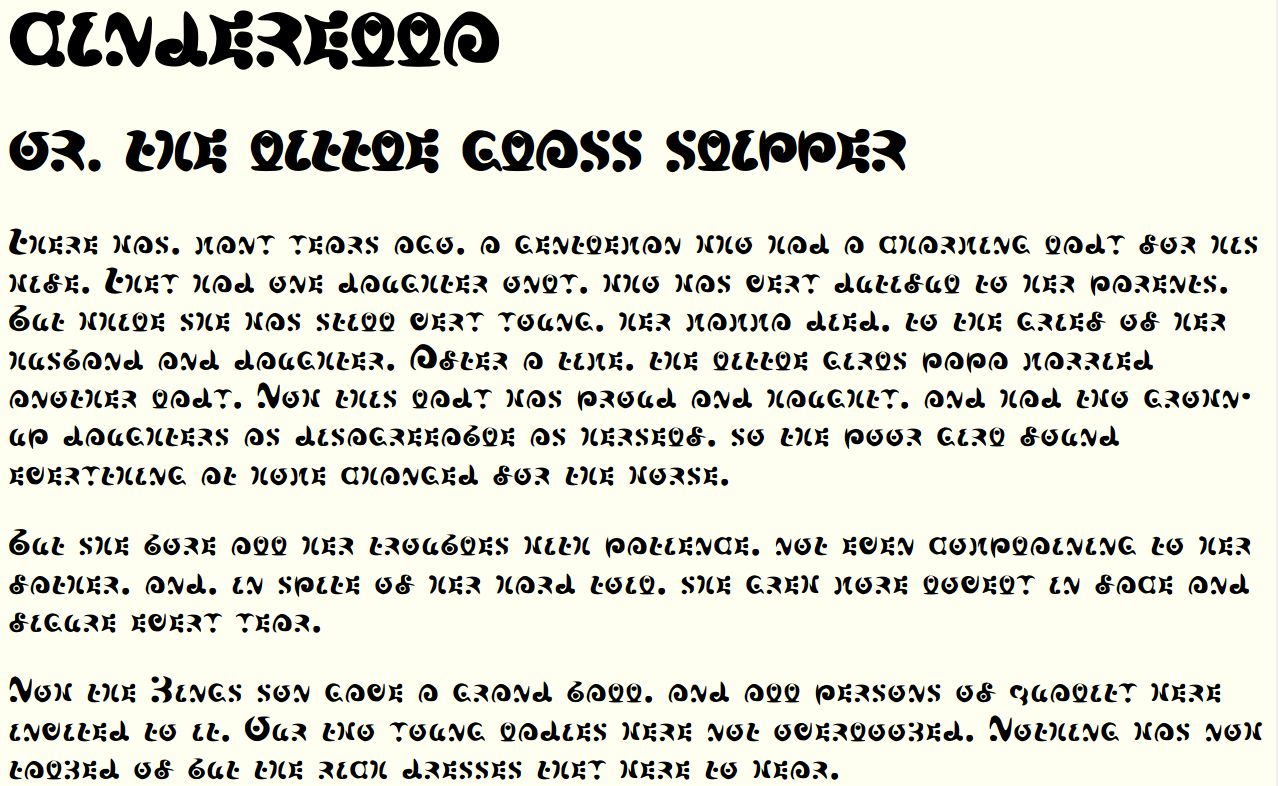 Cinderella
Or, the Little Glass Slipper
There was, many years ago, a gentleman who had a charming lady for his
wife. They had one daughter only, who was very dutiful to her parents.
But while she was still very young, her mamma died, to the grief of her
husband and daughter. After a time, the little girls papa married
another lady. Now this lady was proud and haughty, and had two grown-
up daughters as disagreeable as herself, so the poor girl found
everything at home changed for the worse.
But she bore all her troubles with patience, not even complaining to her
father, and, in spite of her hard toil, she grew more lovely in face and
figure every year.
Now the Kings son gave a grand ball, and all persons of quality were
invited to it. Our two young ladies were not overlooked. Nothing was now
talked of but the rich dresses they were to wear.